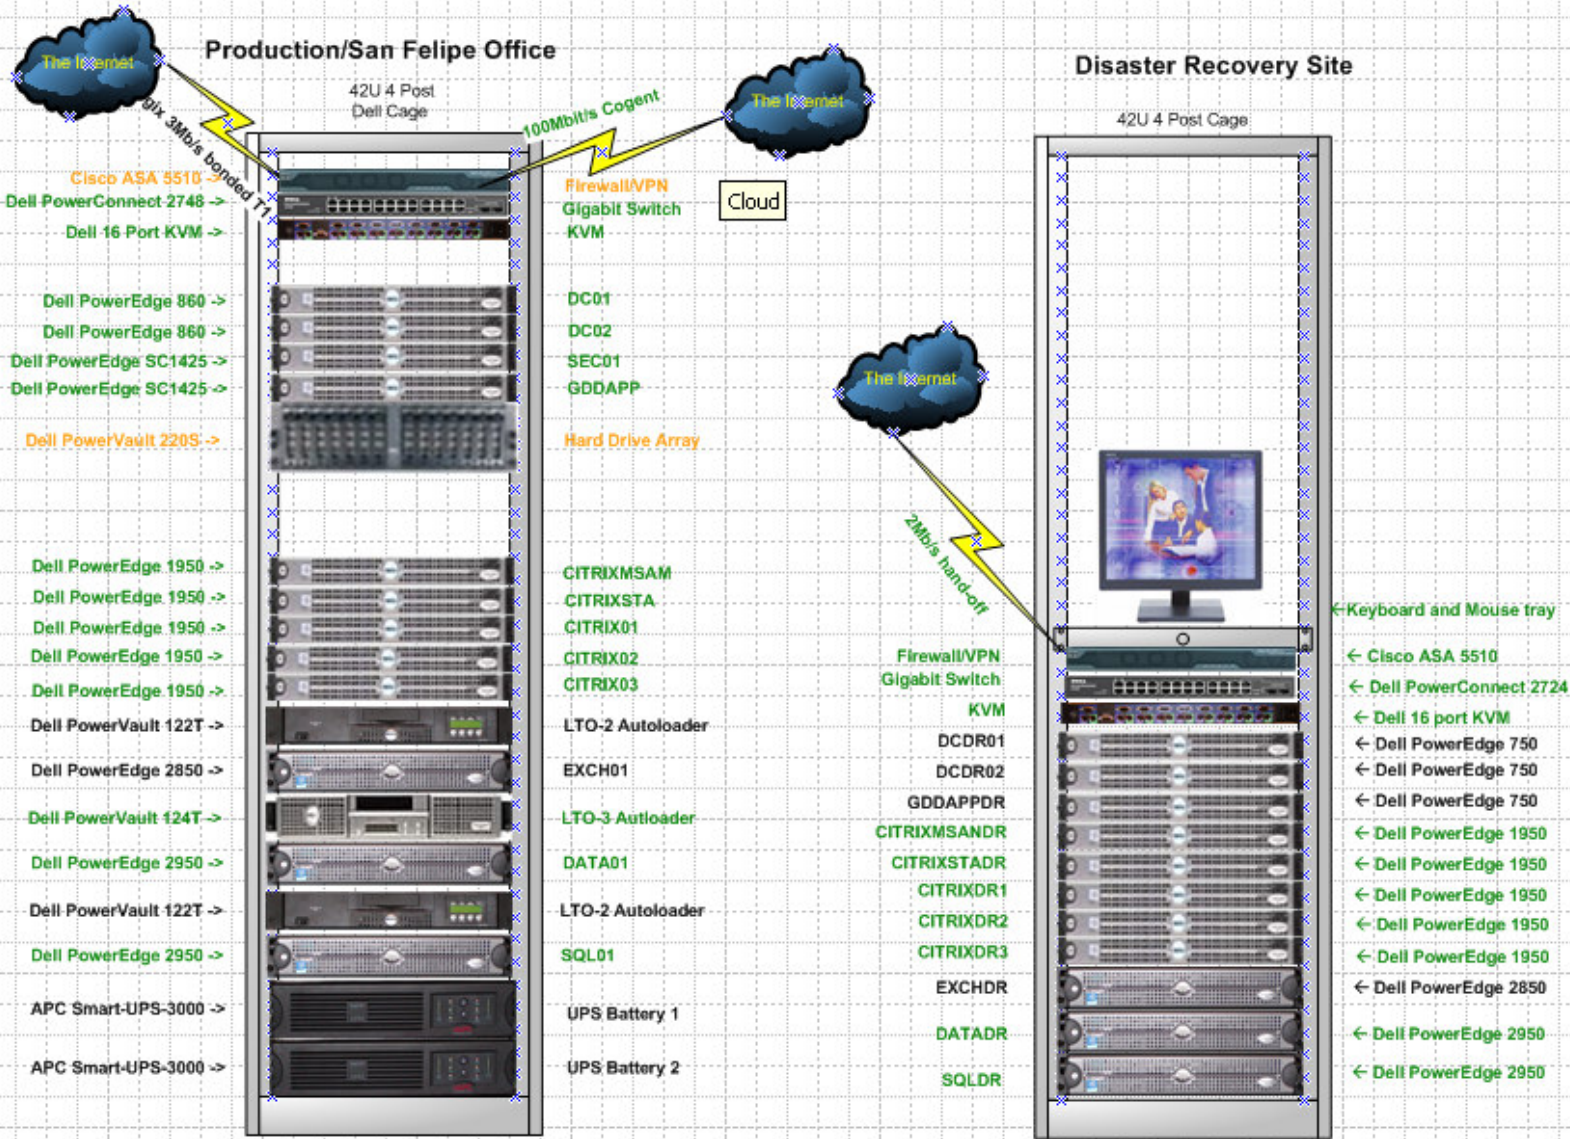 Production/San Felipe Office
Disaster Recovery Site
The Internet
42U 4 Post
Dell Cage
The Internet
42U 4 Post Cage
gix 3Mb/s bonded T1
100Mbit/s Cogent
Cloud
Cisco ASA 5510 ->
Firewall/VPN
Dell PowerConnect 2748->
Gigabit Switch
Dell 16 Port KVM->
KVM
Dell PowerEdge 860 ->
DC01
Dell PowerEdge 860 ->
DC02
Dell PowerEdge SC1425 ->
SEC01
Dell PowerEdge SC1425 ->
GDDAPP
Dell PowerVault 220S ->
Hard Drive Array
Dell PowerEdge 1950 ->
CITRIXMSAM
Dell PowerEdge 1950 ->
CITRIXSTA
Dell PowerEdge 1950 ->
CITRIX01
Dell PowerEdge 1950 ->
CITRIX02
Dell PowerEdge 1950 ->
CITRIX03
Dell PowerVault 122T ->
LTO-2 Autoloader
Dell PowerEdge 2850 ->
EXCH01
Dell PowerVault 124T ->
LTO-3 Autloader
Dell PowerEdge 2950 ->
DATA01
Dell PowerVault 122T ->
LTO-2 Autoloader
Dell PowerEdge 2950 ->
SQL01
APC Smart-UPS-3000 ->
UPS Battery 1
APC Smart-UPS-3000 ->
UPS Battery 2
The Internet
2Mb/s hand-off
←Keyboard and Mouse tray
Firewall/VPN
← Cisco ASA 5510
Gigabit Switch
← Dell PowerConnect 2724
KVM
← Dell 16 port KVM
DCDR01
← Dell PowerEdge 750
DCDR02
← Dell PowerEdge 750
GDDAPPDR
← Dell PowerEdge 750
CITRIXMSANDR
← Dell PowerEdge 1950
CITRIXSTADR
← Dell PowerEdge 1950
CITRIXDR1
← Dell PowerEdge 1950
CITRIXDR2
← Dell PowerEdge 1950
CITRIXDR3
← Dell PowerEdge 1950
EXCHDR
← Dell PowerEdge 2850
DATADR
← Dell PowerEdge 2950
SQLDR
← Dell PowerEdge 2950